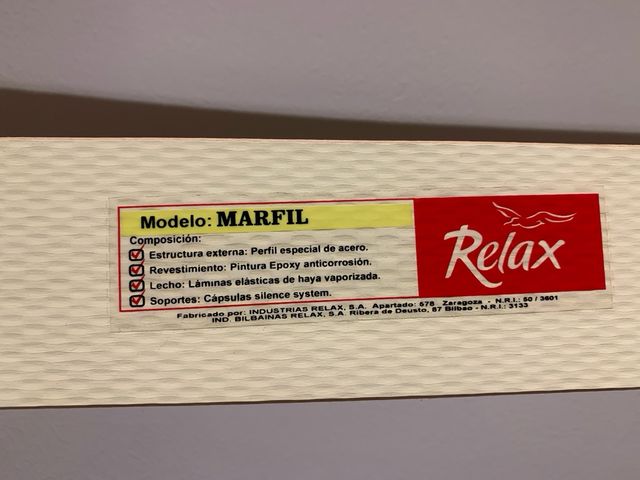 Modelo: MARFIL
Composición:
Estructura externa: Perfil especial de acero.
Revestimiento: Pintura Epoxy anticorrosión.
Lecho: Láminas elásticas de haya vaporizada.
Soportes: Cápsulas silence system.
Relax
Fabricado por: INDUSTRIAS RELAX, S.A. Apartado: 578 Zaragoza - N.R.I.: 50 / 3601
IND. BILBAINAS RELAX, S.A. Ribera de Deusto, 87 Bilbao - N.R.I.: 3133